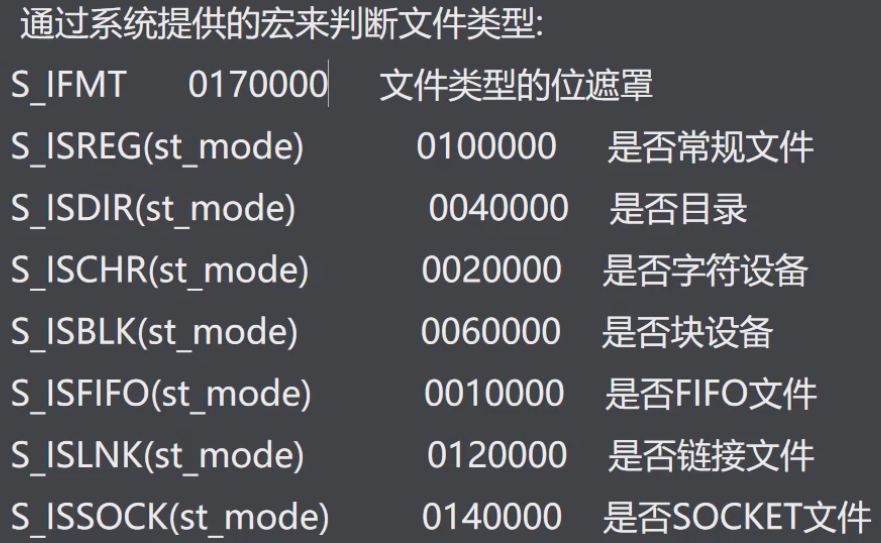 通过系统提供的宏来判断文件类型:
S_IFMT 0170000 文件类型的位遮罩
S_ISREG(st_mode) 0100000 是否常规文件
S_ISDIR(st_mode) 0040000 是否目录
S_ISCHR(st_mode) 0020000 是否字符设备
S_ISBLK(st_mode) 0060000 是否块设备
S_ISFIFO(st_mode) 0010000 是否FIFO文件
S_ISLNK(st_mode) 0120000 是否链接文件
S_ISSOCK(st_mode) 0140000 是否SOCKET文件